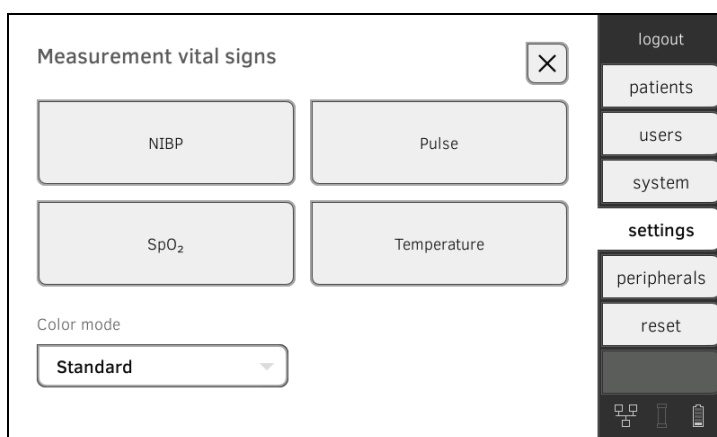 Measurement vital signs
NIBP
Pulse
SpO₂
Temperature
Color mode
Standard
logout
patients
users
system
settings
peripherals
reset